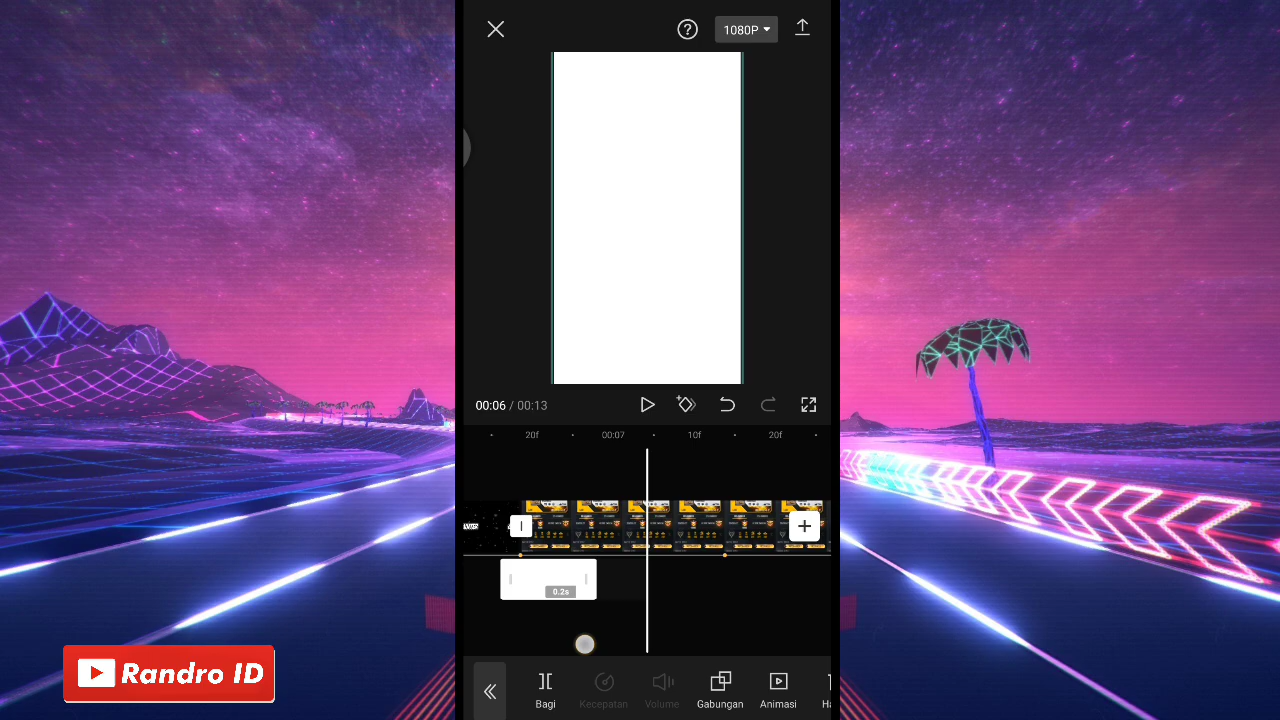 1080P
00:06 / 00:13
20f
00:07
10f
20f
0.2s
Bagi
Kecepatan
Volume
Gabungan
Animasi
Randro ID